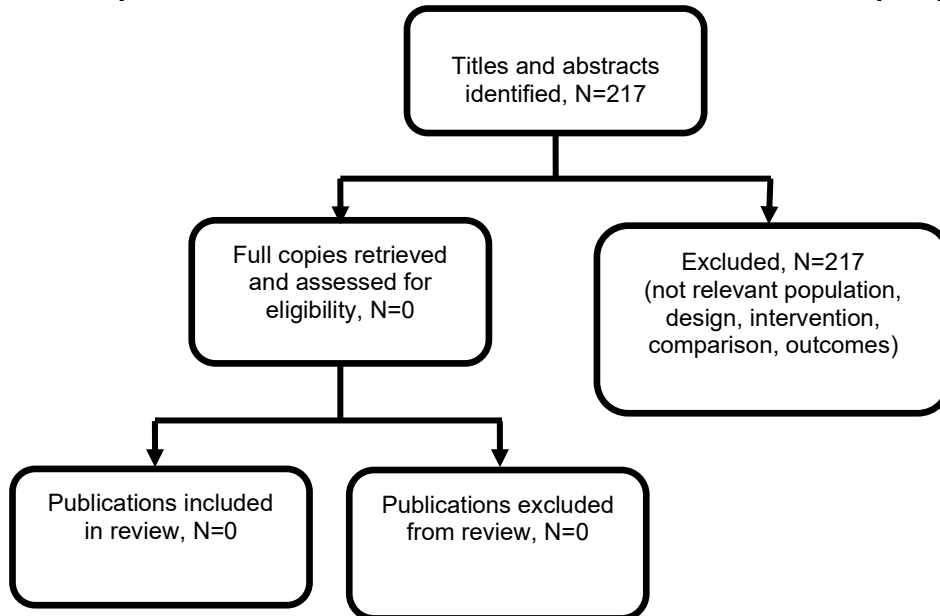 Titles and abstracts
identified, N=217
Full copies retrieved
and assessed for
eligibility, N=0
Excluded, N=217
(not relevant population,
design, intervention,
comparison, outcomes)
Publications included
in review, N=0
Publications excluded
from review, N=0